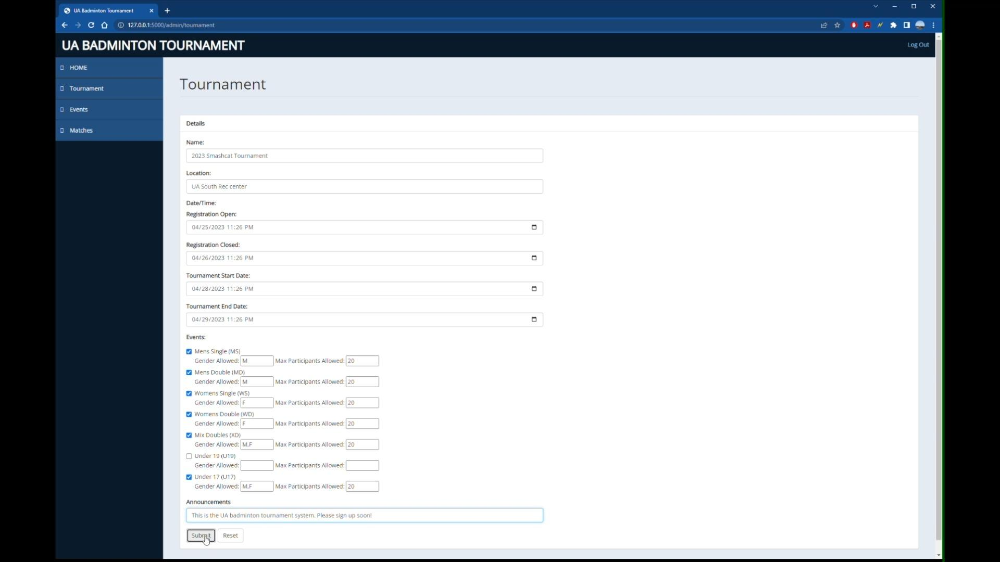 UA Badminton Tournament
127.0.0.1:5000/admin/tournament
UA BADMINTON TOURNAMENT
Log Out
HOME
Tournament
Events
Matches
Tournament
Details
Name:
2023 Smashcat Tournament
Location:
UA South Rec center
Date/Time:
Registration Open:
04/25/2023 11:26 PM
Registration Closed:
04/26/2023 11:26 PM
Tournament Start Date:
04/28/2023 11:26 PM
Tournament End Date:
04/29/2023 11:26 PM
Events:
Mens Single (MS)
Gender Allowed: M Max Participants Allowed: 20
Mens Double (MD)
Gender Allowed: M Max Participants Allowed: 20
Womens Single (WS)
Gender Allowed: F Max Participants Allowed: 20
Womens Double (WD)
Gender Allowed: F Max Participants Allowed: 20
Mix Doubles (XD)
Gender Allowed: M,F Max Participants Allowed: 20
Under 19 (U19)
Gender Allowed: Max Participants Allowed:
Under 17 (U17)
Gender Allowed: M,F Max Participants Allowed: 20
Announcements
This is the UA badminton tournament system. Please sign up soon!
Submit Reset